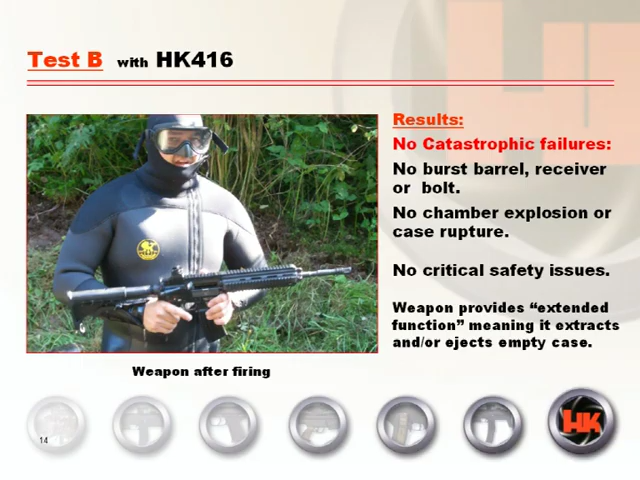 Test B with HK416
Results:
No Catastrophic failures:
No burst barrel, receiver
or bolt.
No chamber explosion or
case rupture.
No critical safety issues.
Weapon provides “extended
function” meaning it extracts
and/or ejects empty case.
Weapon after firing
14
HK